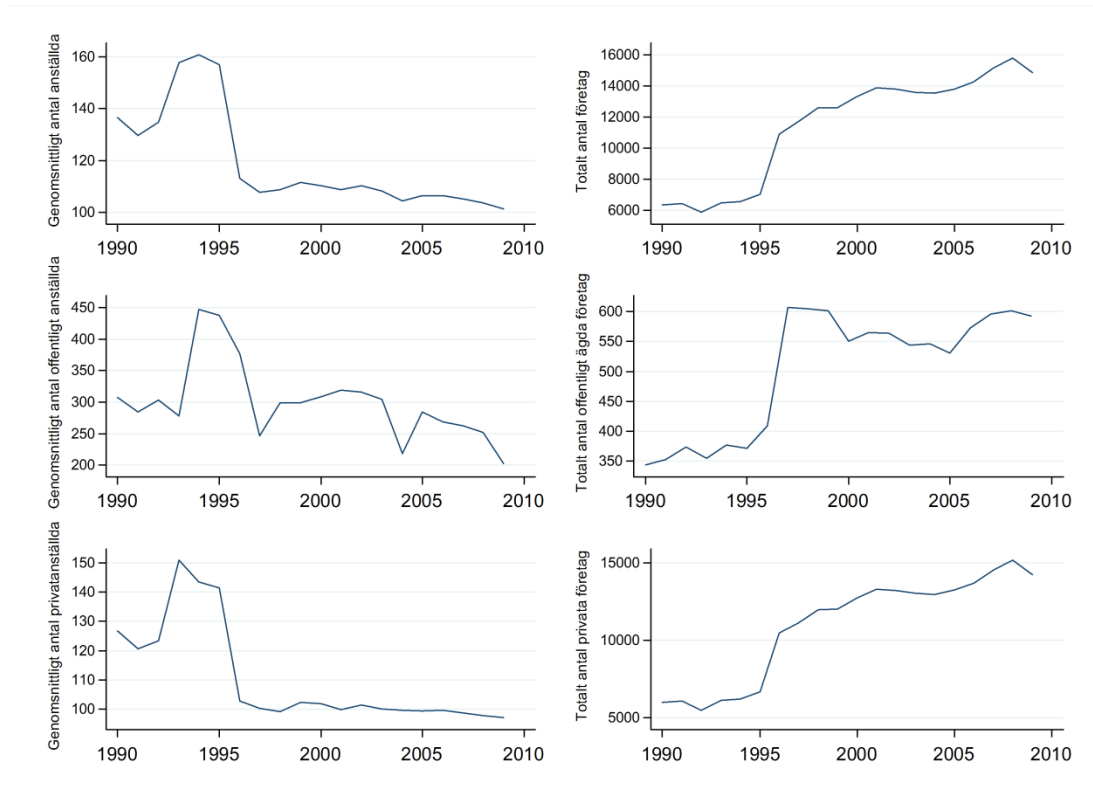 Genomsnittligt antal anställda
160
140
120
100
1990 1995 2000 2005 2010
Totalt antal företag
16000
14000
12000
10000
8000
6000
1990 1995 2000 2005 2010
Genomsnittligt antal offentligt anställda
450
400
350
300
250
200
1990 1995 2000 2005 2010
Totalt antal offentligt ägda företag
600
550
500
450
400
350
1990 1995 2000 2005 2010
Genomsnittligt antal privatanställda
150
140
130
120
110
100
1990 1995 2000 2005 2010
Totalt antal privata företag
15000
10000
5000
1990 1995 2000 2005 2010